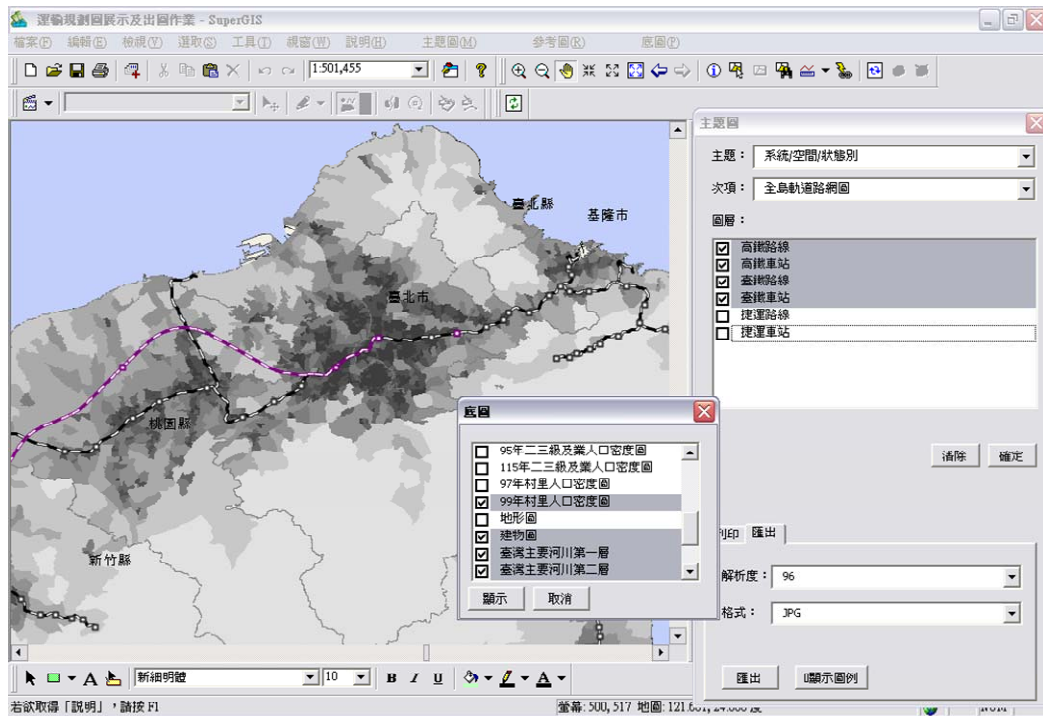 運輸規劃圖展示及出圖作業 - SuperGIS
檔案(F) 編輯(E) 檢視(V) 選取(S) 工具(T) 視窗(W) 說明(H) 主題圖(M) 參考圖(R) 底圖(P)
1:501,455
主題圖
主題： 系統/空間/狀態別
次項： 全島軌道路網圖
圖層：
高鐵路線
高鐵車站
臺鐵路線
臺鐵車站
捷運路線
捷運車站
清除 確定
臺北縣
基隆市
臺北市
桃園縣
新竹縣
底圖
95年二三級及業人口密度圖
115年二三級及業人口密度圖
97年村里人口密度圖
99年村里人口密度圖
地形圖
建物圖
臺灣主要河川第一層
臺灣主要河川第二層
顯示 取消
列印 匯出
解析度： 96
格式： JPG
匯出 顯示圖例
新細明體 10 B I U A
若欲取得「說明」，請按 F1
螢幕: 500, 517 地圖:
NUM